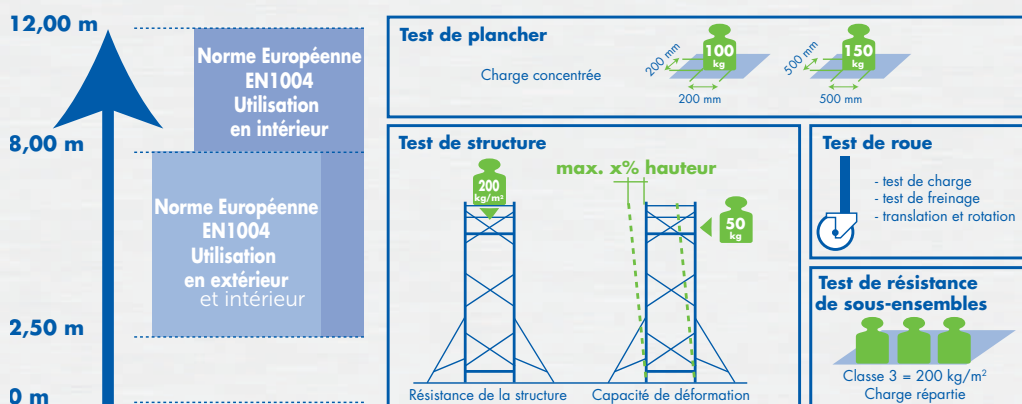 12,00 m
8,00 m
2,50 m
0 m
Norme Européenne
EN1004
Utilisation
en intérieur
Norme Européenne
EN1004
Utilisation
en extérieur
et intérieur
Test de plancher
Charge concentrée
200 mm
100
kg
200 mm
500 mm
150
kg
500 mm
Test de structure
200
kg/m²
max. x% hauteur
50
kg
Résistance de la structure
Capacité de déformation
Test de roue
- test de charge
- test de freinage
- translation et rotation
Test de résistance
de sous-ensembles
Classe 3 = 200 kg/m²
Charge répartie